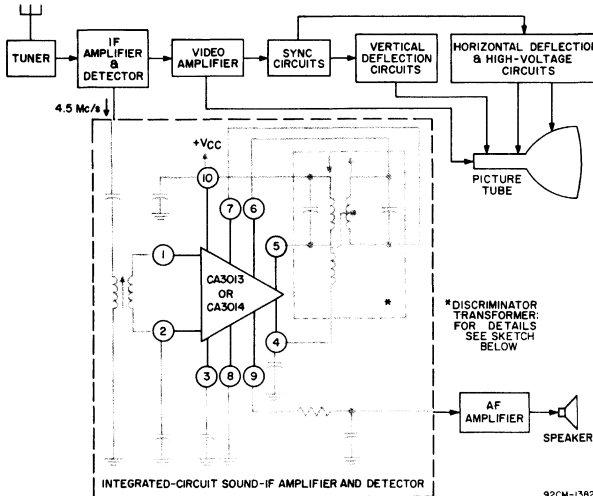 TUNER
IF
AMPLIFIER
&
DETECTOR
VIDEO
AMPLIFIER
SYNC
CIRCUITS
VERTICAL
DEFLECTION
CIRCUITS
HORIZONTAL DEFLECTION
& HIGH-VOLTAGE
CIRCUITS
4.5 Mc/s
PICTURE
TUBE
+VCC
10
7
6
5
1
CA3013
OR
CA3014
2
4
3
8
9
*
*DISCRIMINATOR
TRANSFORMER:
FOR DETAILS
SEE SKETCH
BELOW
AF
AMPLIFIER
SPEAKER
INTEGRATED-CIRCUIT SOUND-IF AMPLIFIER AND DETECTOR
92CM-1382